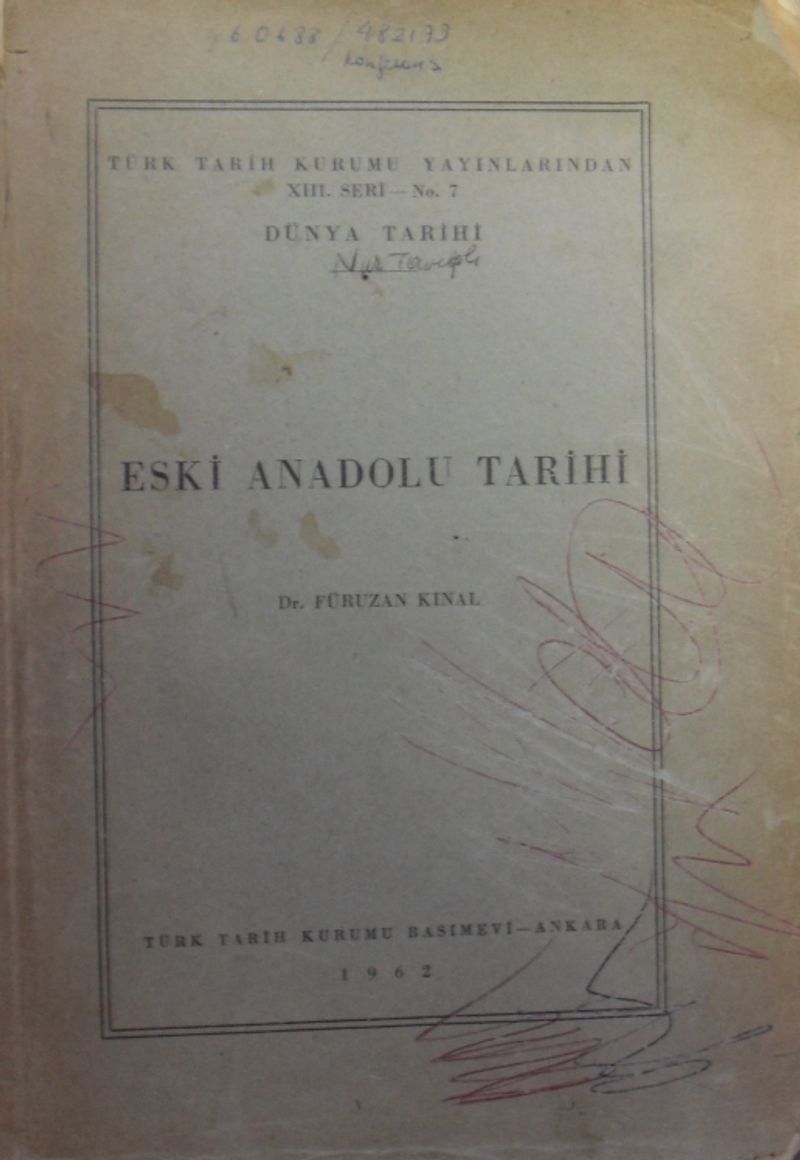 482173
TÜRK TARİH KURUMU YAYINLARINDAN
XIII. SERİ — No. 7
DÜNYA TARİHİ
ESKİ ANADOLU TARİHİ
Dr. FÜRUZAN KINAL
TÜRK TARİH KURUMU BASIMEVİ—ANKARA
1962